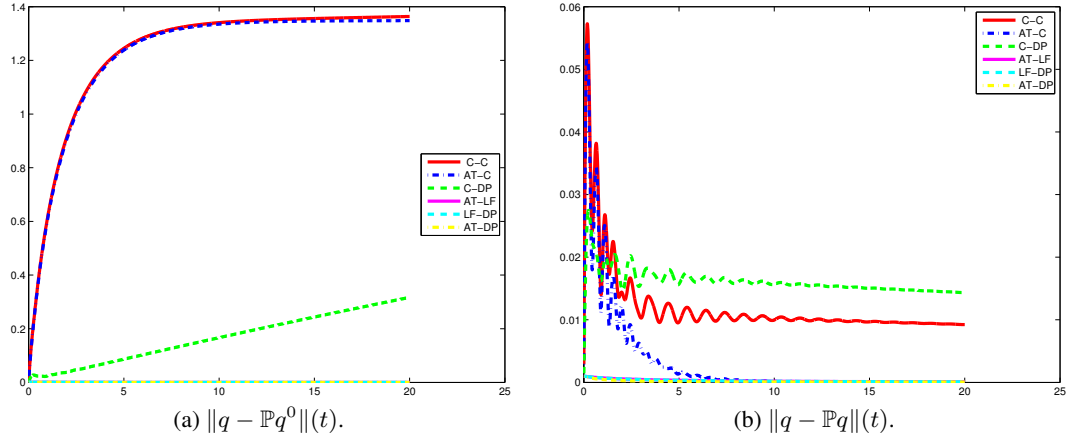 1.4
1.2
1
0.8
0.6
0.4
0.2
0
0 5 10 15 20 25
C−C
AT−C
C−DP
AT−LF
LF−DP
AT−DP
(a) ‖q − ℙq⁰‖(t).
0.06
0.05
0.04
0.03
0.02
0.01
0
0 5 10 15 20 25
C−C
AT−C
C−DP
AT−LF
LF−DP
AT−DP
(b) ‖q − ℙq‖(t).